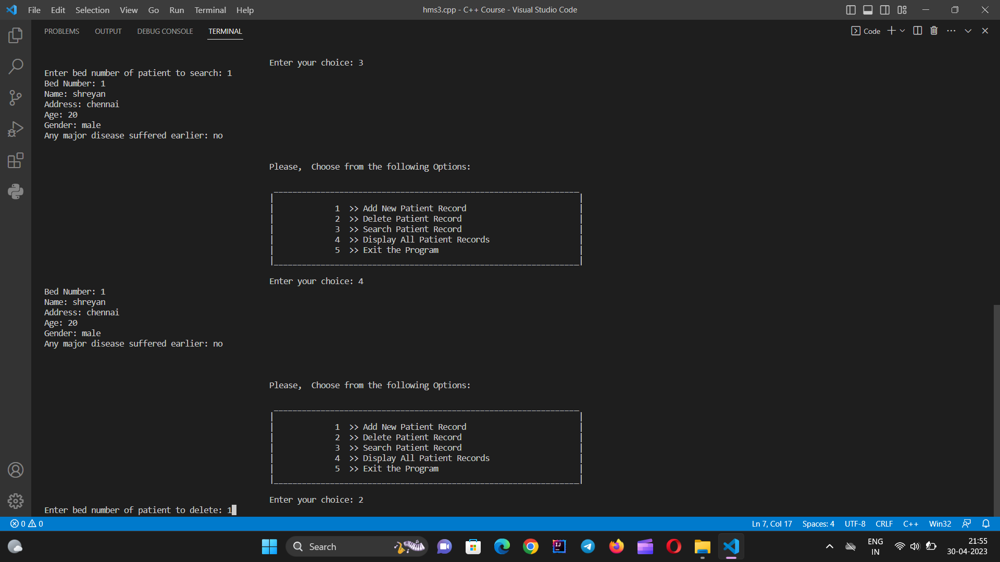 File Edit Selection View Go Run Terminal Help hms3.cpp - C++ Course - Visual Studio Code
PROBLEMS OUTPUT DEBUG CONSOLE TERMINAL Code
Enter your choice: 3
Enter bed number of patient to search: 1
Bed Number: 1
Name: shreyan
Address: chennai
Age: 20
Gender: male
Any major disease suffered earlier: no
Please,  Choose from the following Options:
_________________________________________________________________
|                                                                 |
|             1  >> Add New Patient Record                        |
|             2  >> Delete Patient Record                         |
|             3  >> Search Patient Record                         |
|             4  >> Display All Patient Records                   |
|             5  >> Exit the Program                              |
|_________________________________________________________________|
Enter your choice: 4
Bed Number: 1
Name: shreyan
Address: chennai
Age: 20
Gender: male
Any major disease suffered earlier: no
Please,  Choose from the following Options:
_________________________________________________________________
|                                                                 |
|             1  >> Add New Patient Record                        |
|             2  >> Delete Patient Record                         |
|             3  >> Search Patient Record                         |
|             4  >> Display All Patient Records                   |
|             5  >> Exit the Program                              |
|_________________________________________________________________|
Enter your choice: 2
Enter bed number of patient to delete: 1
0 0 Ln 7, Col 17 Spaces: 4 UTF-8 CRLF C++ Win32
Search IJ ENG 21:55
IN 30-04-2023